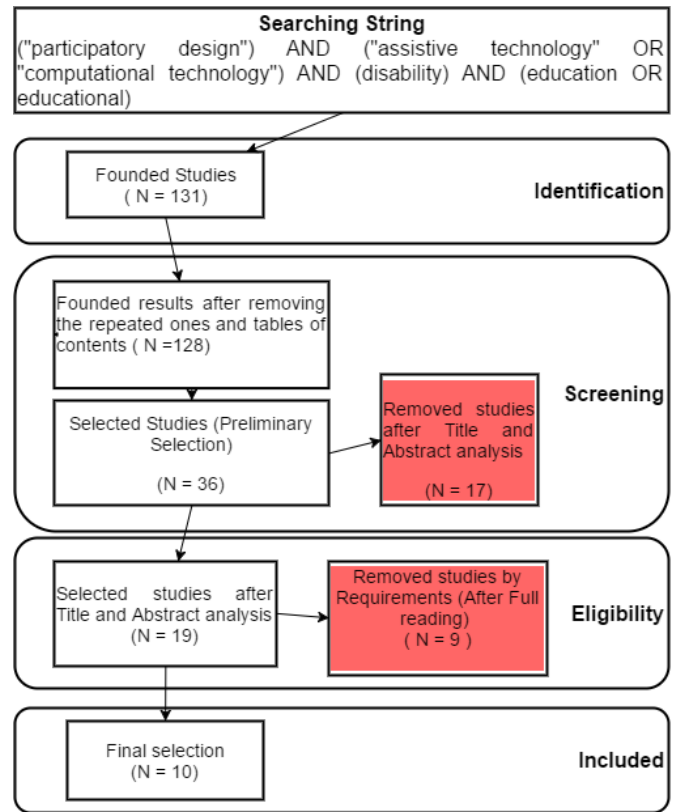 Searching String
("participatory design") AND ("assistive technology" OR
"computational technology") AND (disability) AND (education OR
educational)
Founded Studies
( N = 131)
Identification
Founded results after removing
the repeated ones and tables of
contents ( N =128)
Screening
Selected Studies (Preliminary
Selection)
(N = 36)
Removed studies
after Title and
Abstract analysis
(N = 17)
Selected studies after
Title and Abstract analysis
(N = 19)
Removed studies by
Requirements (After Full
reading)
(N = 9 )
Eligibility
Final selection
(N = 10)
Included